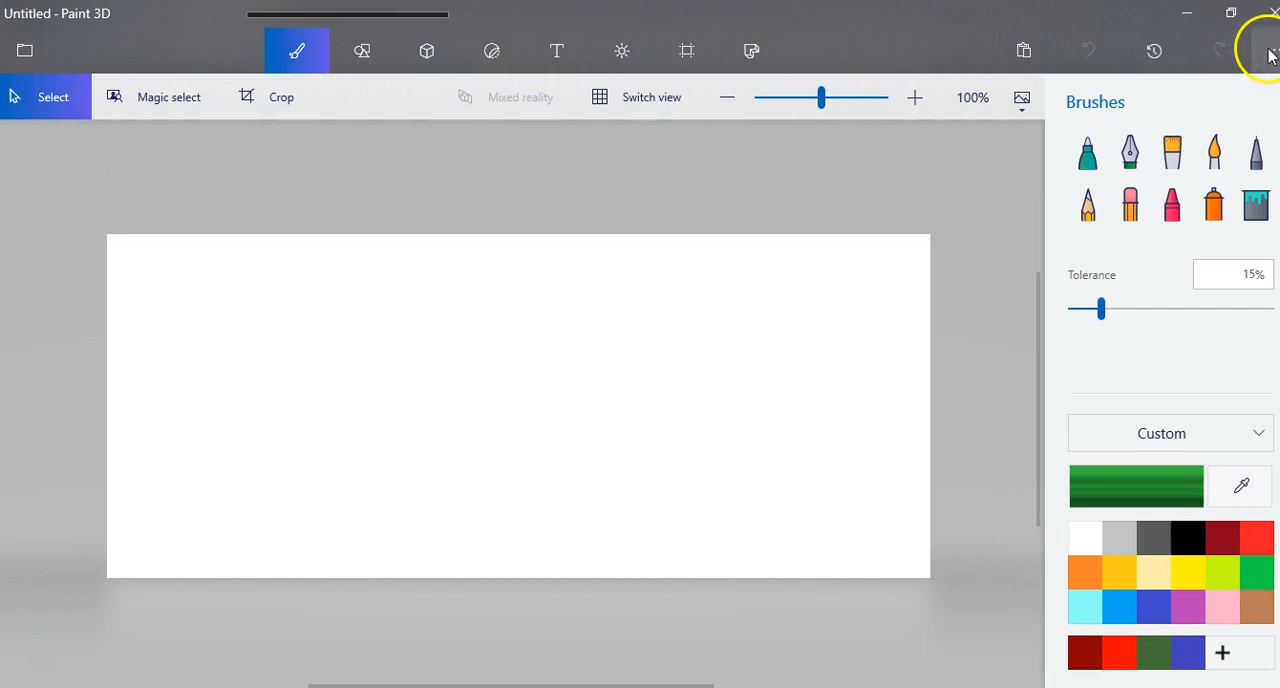 Untitled - Paint 3D
Select
Magic select
Crop
Mixed reality
Switch view
100%
Brushes
Tolerance
15%
Custom